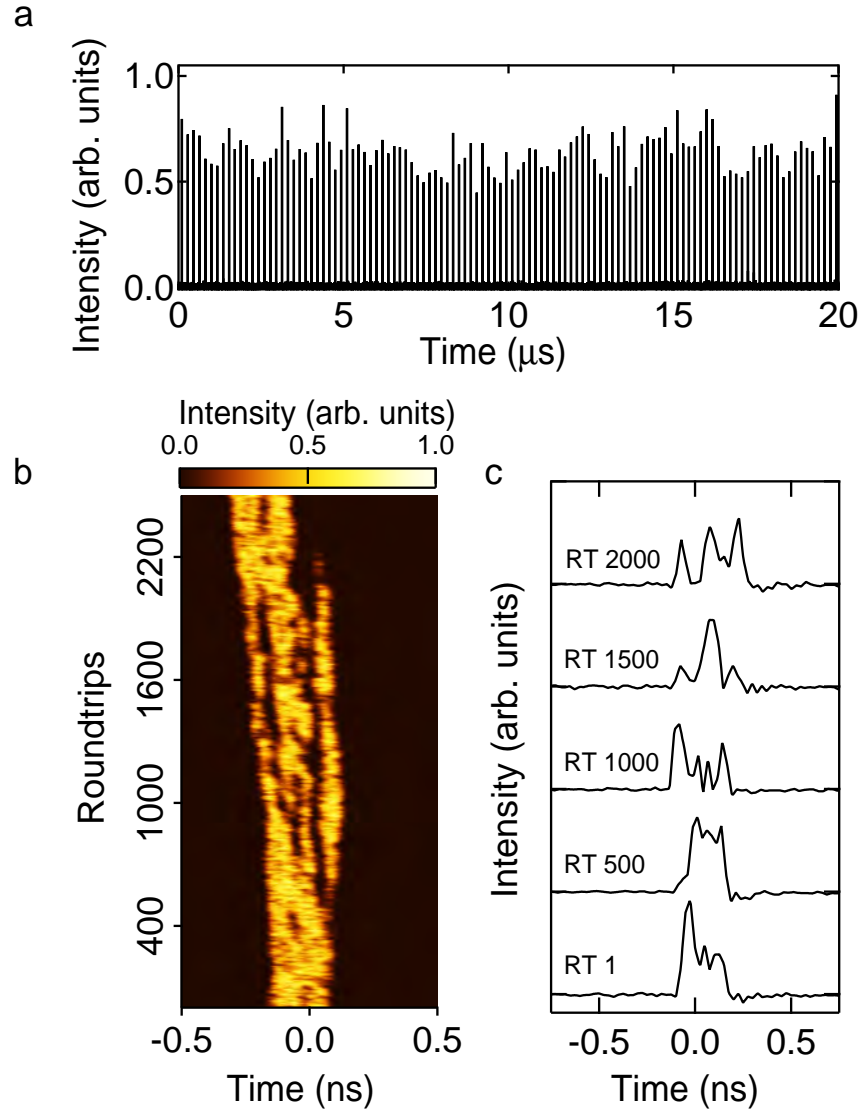 a
Intensity (arb. units)
1.0
0.5
0.0
0 5 10 15 20
Time (μs)
b
Intensity (arb. units)
0.0 0.5 1.0
Roundtrips
2200
1600
1000
400
-0.5 0.0 0.5
Time (ns)
c
Intensity (arb. units)
RT 2000
RT 1500
RT 1000
RT 500
RT 1
-0.5 0.0 0.5
Time (ns)